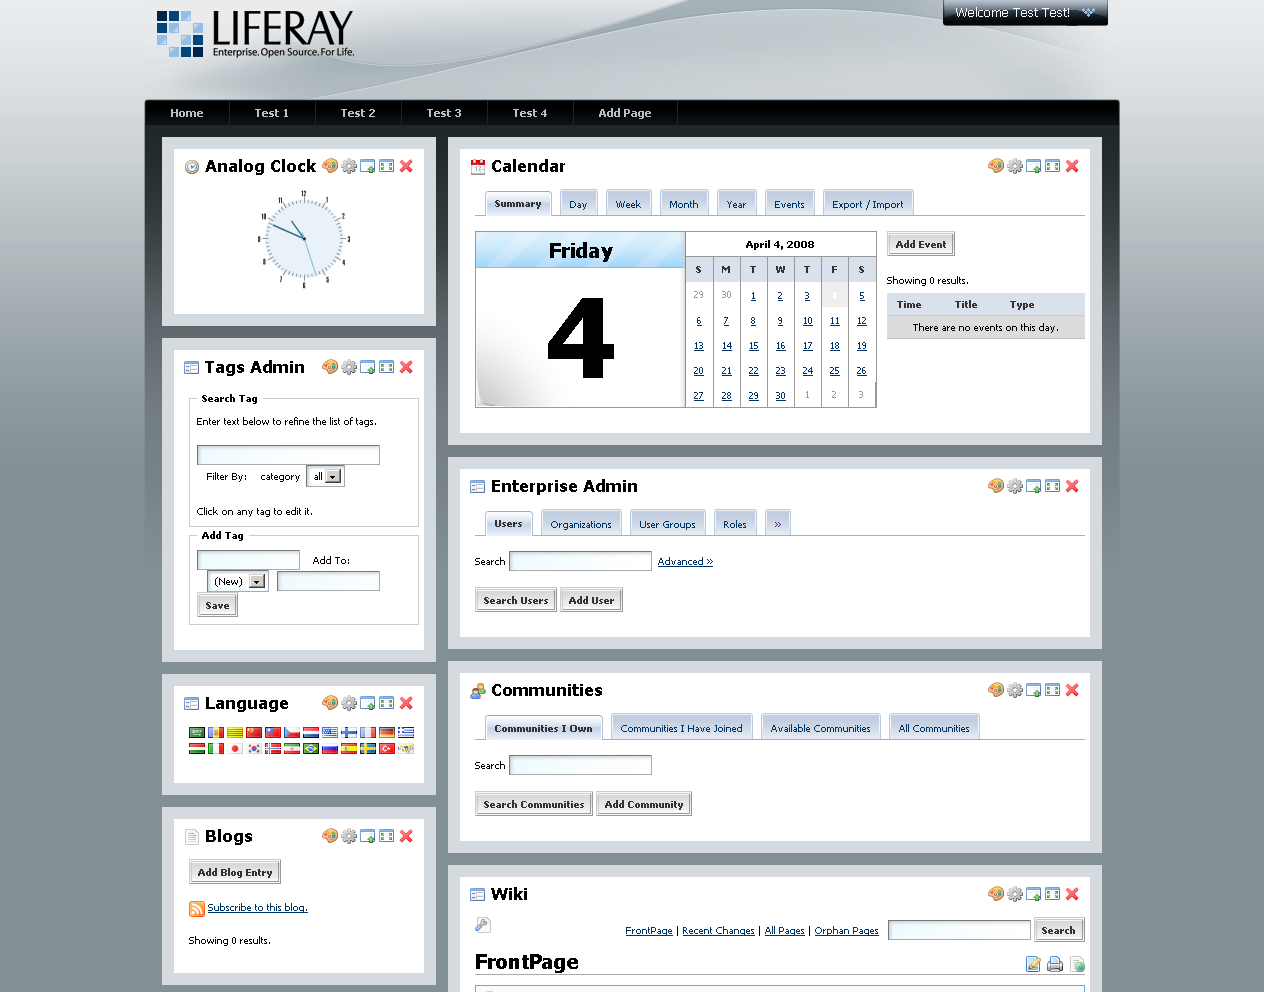 LIFERAY
Enterprise. Open Source. For Life.
Welcome Test Test!
Home Test 1 Test 2 Test 3 Test 4 Add Page
Analog Clock
12
11 1
10 2
9 3
8 4
7 5
6
Tags Admin
Search Tag
Enter text below to refine the list of tags.
Filter By: category all
Click on any tag to edit it.
Add Tag
Add To:
(New)
Save
Language
Blogs
Add Blog Entry
Subscribe to this blog.
Showing 0 results.
Calendar
Summary Day Week Month Year Events Export / Import
Friday
4
April 4, 2008
S M T W T F S
29 30 1 2 3 4 5
6 7 8 9 10 11 12
13 14 15 16 17 18 19
20 21 22 23 24 25 26
27 28 29 30 1 2 3
Add Event
Showing 0 results.
Time Title Type
There are no events on this day.
Enterprise Admin
Users Organizations User Groups Roles »
Search Advanced »
Search Users Add User
Communities
Communities I Own Communities I Have Joined Available Communities All Communities
Search
Search Communities Add Community
Wiki
FrontPage | Recent Changes | All Pages | Orphan Pages Search
FrontPage